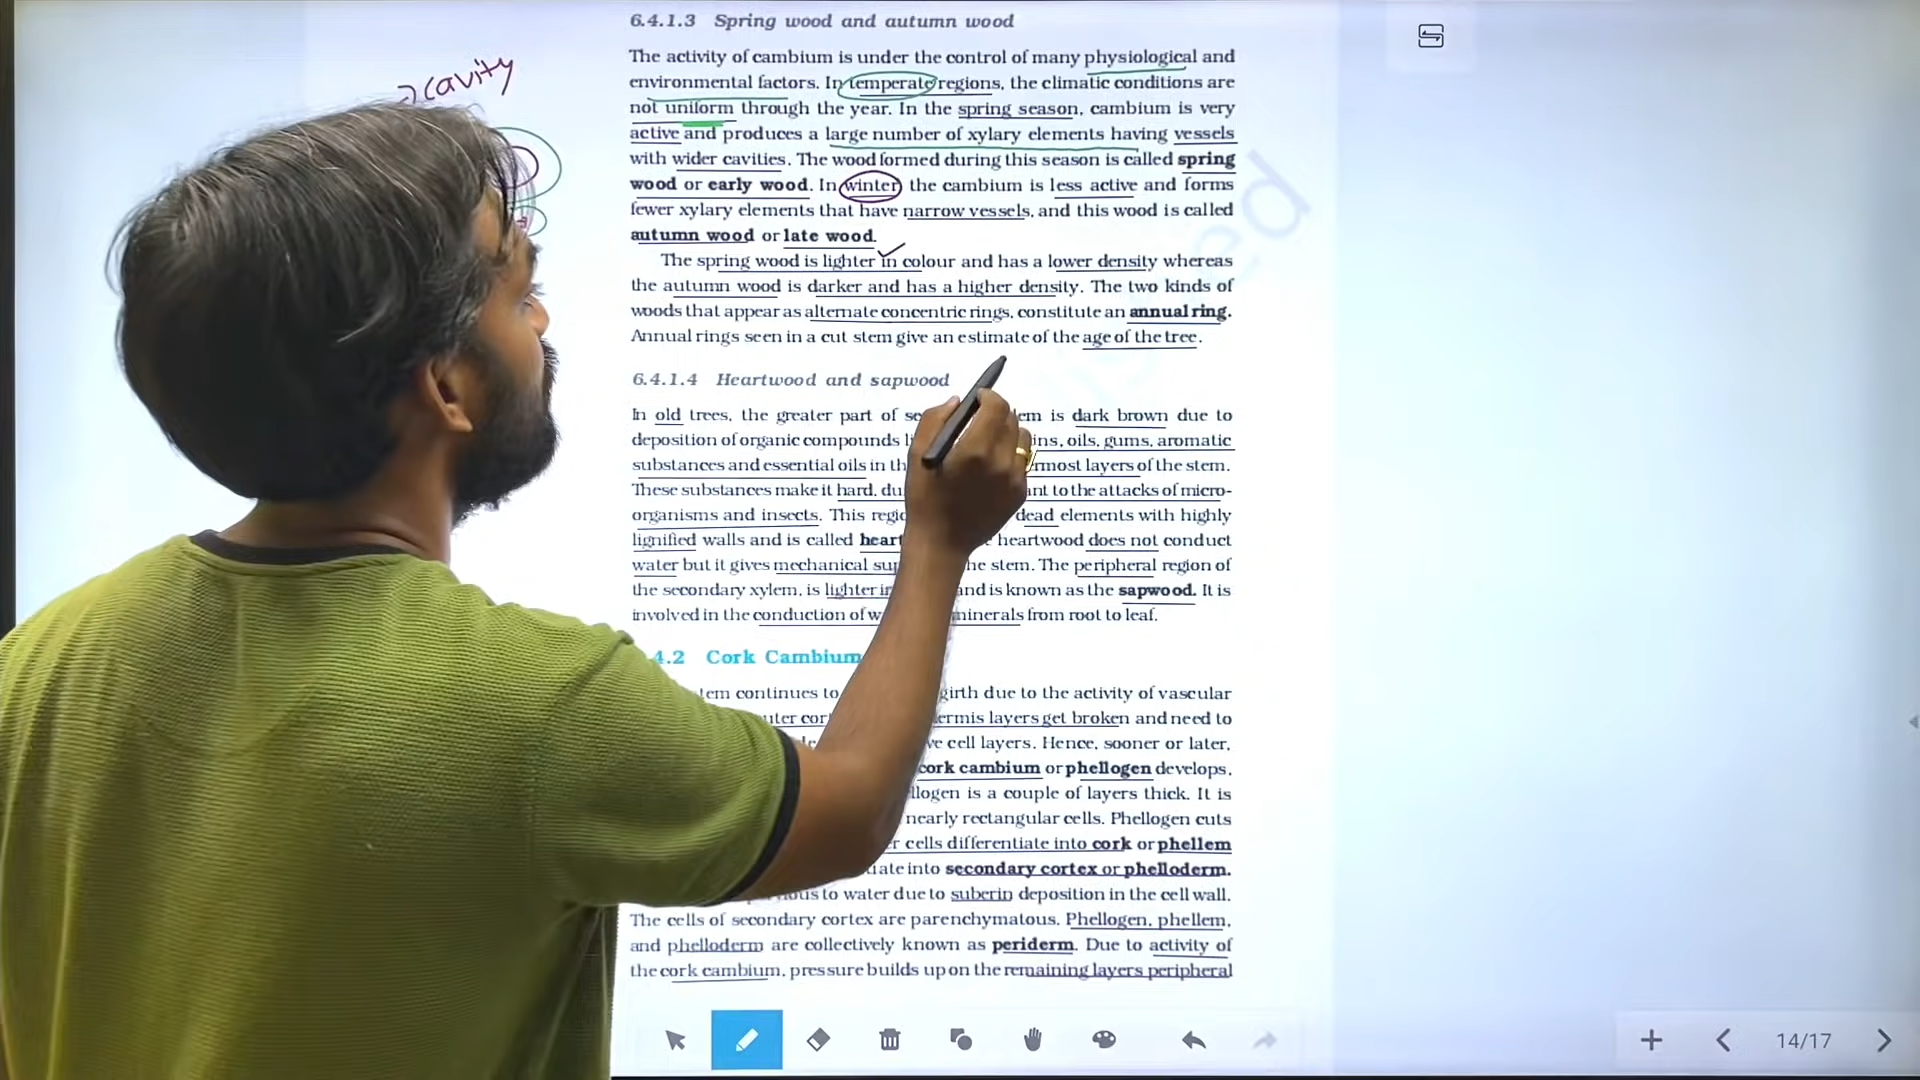 cavity
6.4.1.3 Spring wood and autumn wood
The activity of cambium is under the control of many physiological and
environmental factors. In temperate regions, the climatic conditions are
not uniform through the year. In the spring season, cambium is very
active and produces a large number of xylary elements having vessels
with wider cavities. The wood formed during this season is called spring
wood or early wood. In winter, the cambium is less active and forms
fewer xylary elements that have narrow vessels, and this wood is called
autumn wood or late wood.
The spring wood is lighter in colour and has a lower density whereas
the autumn wood is darker and has a higher density. The two kinds of
woods that appear as alternate concentric rings, constitute an annual ring.
Annual rings seen in a cut stem give an estimate of the age of the tree.
6.4.1.4 Heartwood and sapwood
In old trees, the greater part of is dark brown due to
deposition of organic compounds oils, gums, aromatic
substances and essential oils in layers of the stem.
These substances make it hard, to the attacks of micro-
organisms and insects. This dead elements with highly
lignified walls and is called heartwood does not conduct
water but it gives mechanical stem. The peripheral region of
the secondary xylem, is lighter and is known as the sapwood. It is
involved in the conduction of minerals from root to leaf.
4.2 Cork Cambium
continues to girth due to the activity of vascular
layers get broken and need to
cell layers. Hence, sooner or later,
cork cambium or phellogen develops,
is a couple of layers thick. It is
nearly rectangular cells. Phellogen cuts
cells differentiate into cork or phellem
into secondary cortex or phelloderm.
to water due to suberin deposition in the cell wall.
The cells of secondary cortex are parenchymatous. Phellogen, phellem,
and phelloderm are collectively known as periderm. Due to activity of
the cork cambium, pressure builds up on the remaining layers peripheral
14/17